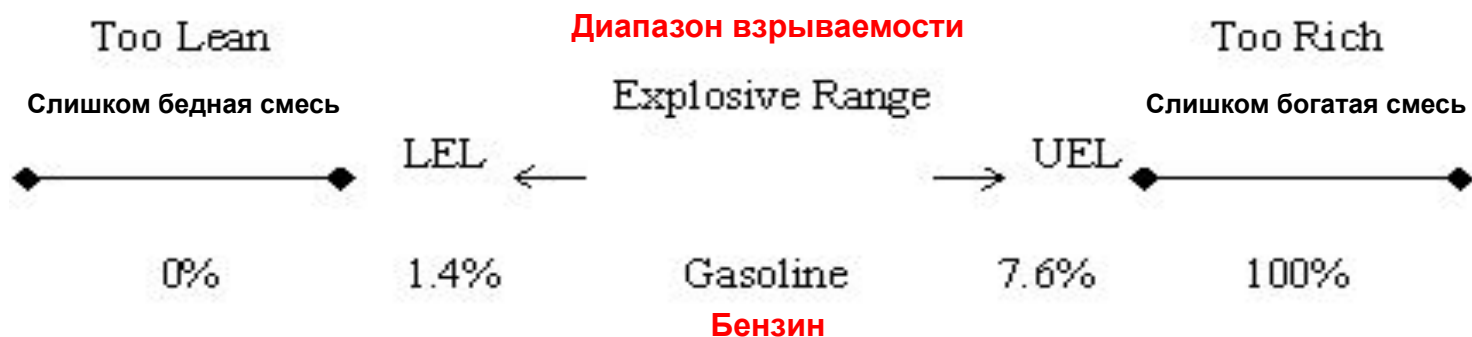 Too Lean
Диапазон взрываемости
Too Rich
Слишком бедная смесь
Explosive Range
Слишком богатая смесь
LEL
UEL
0%
1.4%
Gasoline
7.6%
100%
Бензин